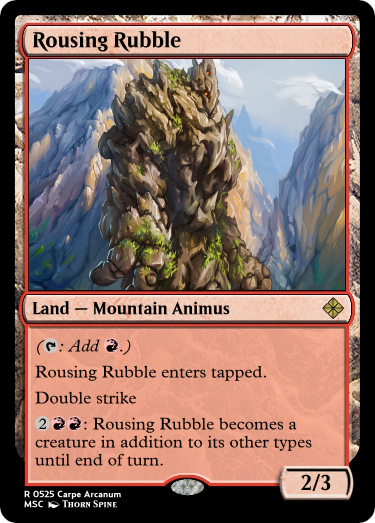 Rousing Rubble
Land — Mountain Animus
(T: Add R.)
Rousing Rubble enters tapped.
Double strike
2RR: Rousing Rubble becomes a
creature in addition to its other types
until end of turn.
R 0525 Carpe Arcanum
MSC Thorn Spine
2/3